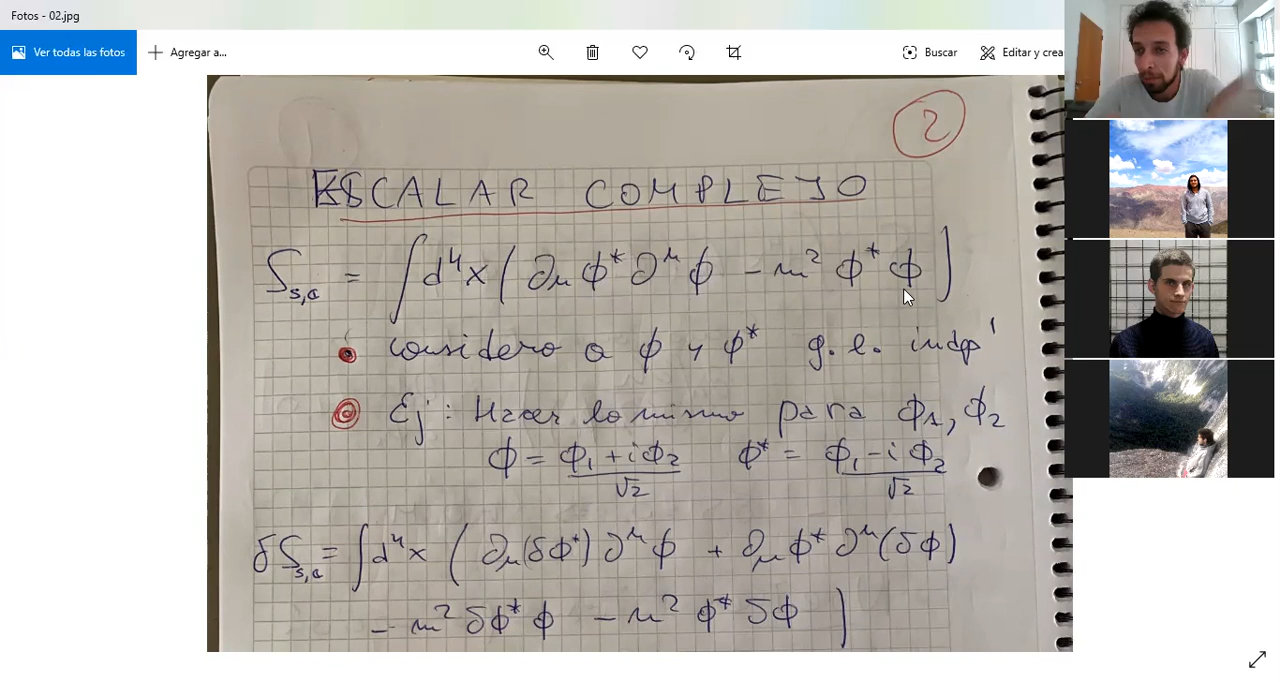 Fotos - 02.jpg
Ver todas las fotos
Agregar a...
Buscar
Editar y crea
2
ESCALAR COMPLEJO
S_{s,c} = ∫d⁴x ( ∂_μ ϕ* ∂^μ ϕ − m² ϕ* ϕ )
considero a ϕ y ϕ* g.l. indep'
Ej: Hacer lo mismo para ϕ₁, ϕ₂
ϕ = (ϕ₁ + iϕ₂)/√2 ϕ* = (ϕ₁ − iϕ₂)/√2
δS_{s,c} = ∫d⁴x ( ∂_μ(δϕ*) ∂^μ ϕ + ∂_μ ϕ* ∂^μ(δϕ)
− m² δϕ* ϕ − m² ϕ* δϕ )